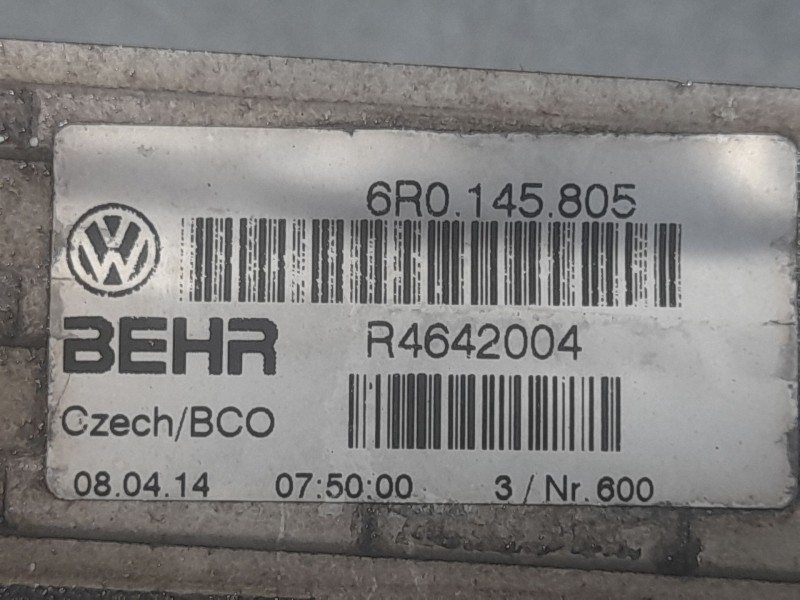 6R0.145.805
BEHR R4642004
Czech/BCO
08.04.14 07:50:00 3 / Nr. 600